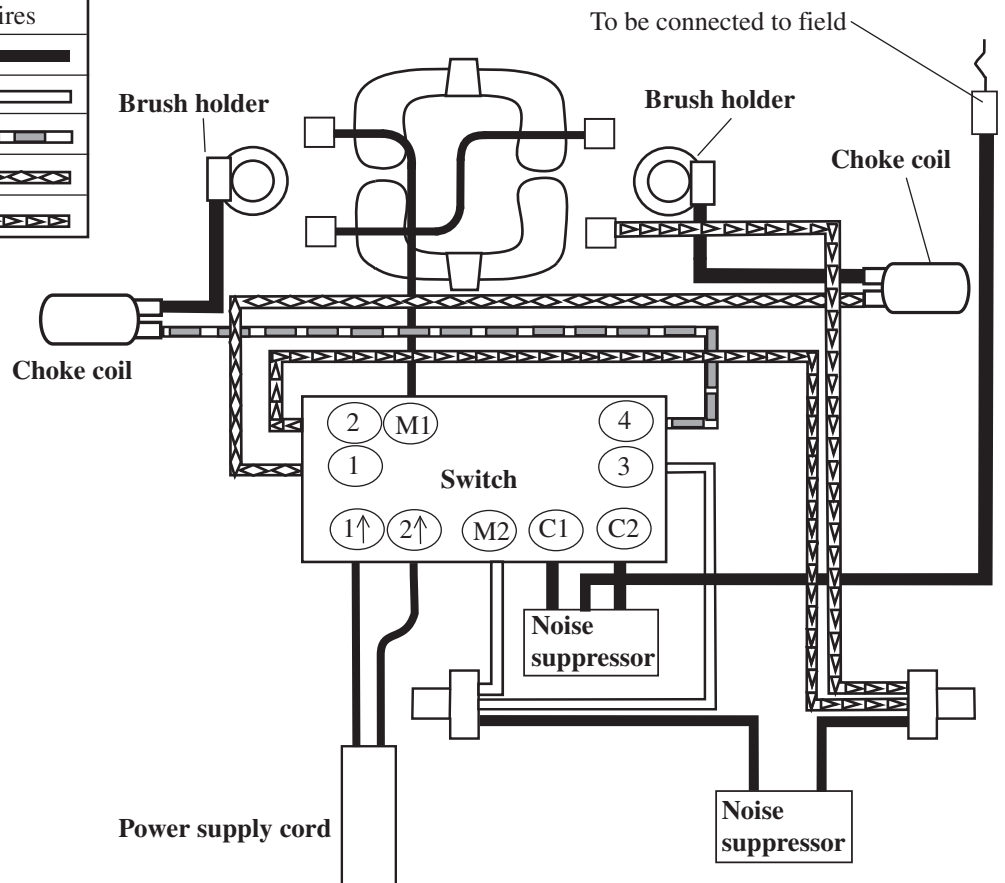 To be connected to field
Brush holder
Brush holder
Choke coil
Choke coil
2
M1
4
1
3
Switch
1↑
2↑
M2
C1
C2
Noise
suppressor
Power supply cord
Noise
suppressor